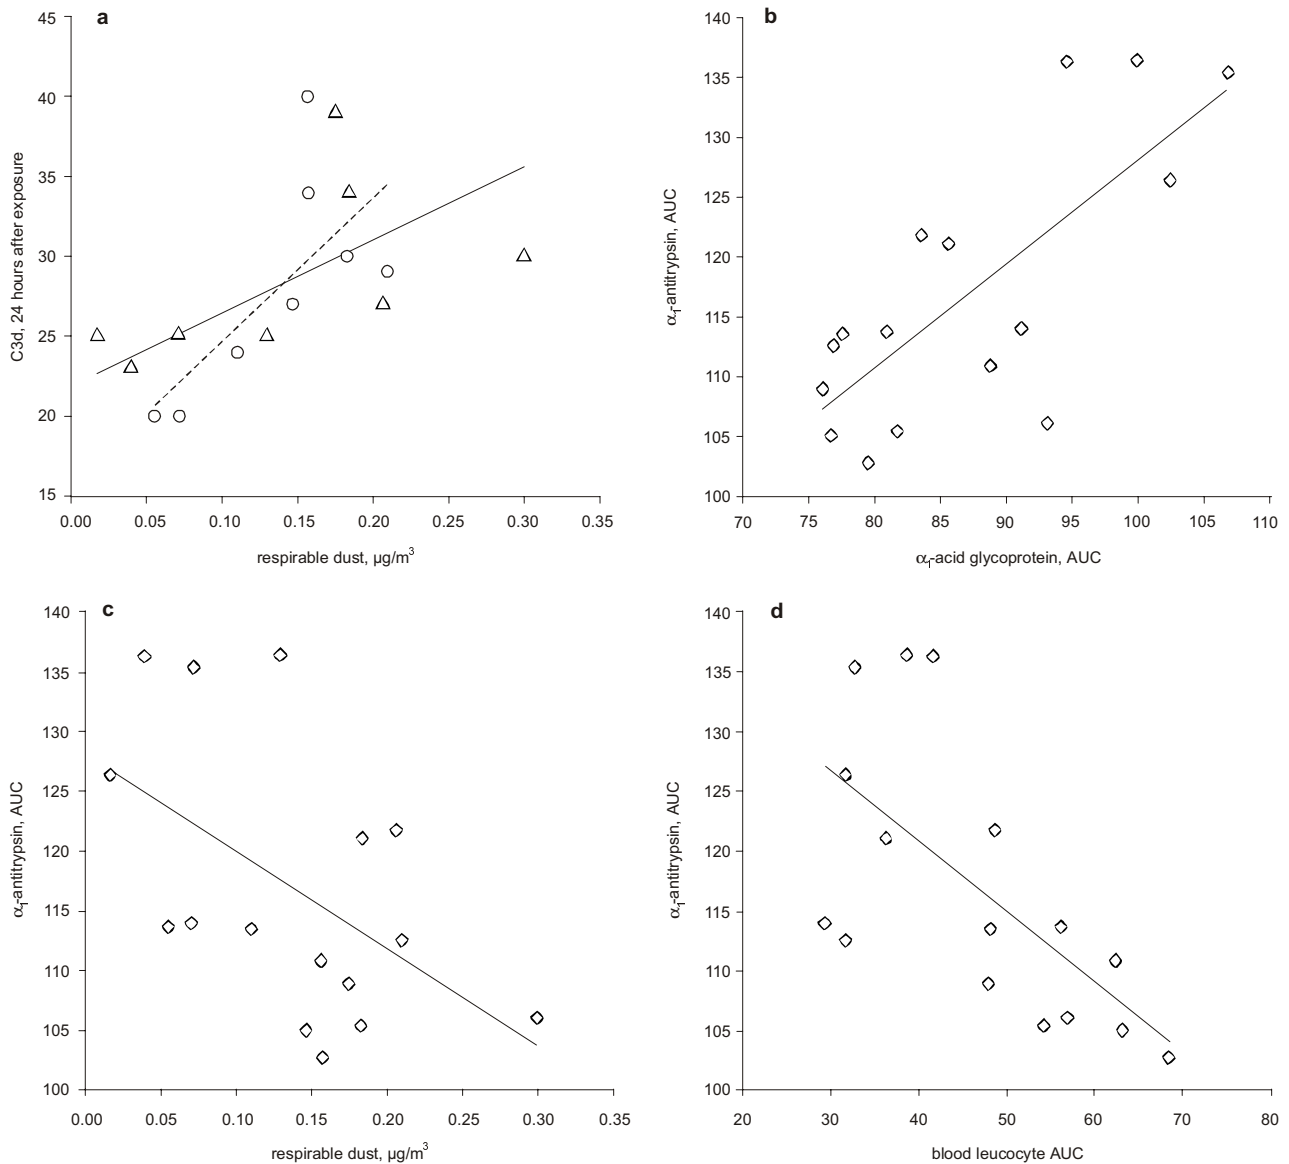 a
45
40
35
30
25
20
15
C3d, 24 hours after exposure
0.00 0.05 0.10 0.15 0.20 0.25 0.30 0.35
respirable dust, µg/m³
b
140
135
130
125
120
115
110
105
100
α₁-antitrypsin, AUC
70 75 80 85 90 95 100 105 110
α₁-acid glycoprotein, AUC
c
140
135
130
125
120
115
110
105
100
α₁-antitrypsin, AUC
0.00 0.05 0.10 0.15 0.20 0.25 0.30 0.35
respirable dust, µg/m³
d
140
135
130
125
120
115
110
105
100
α₁-antitrypsin, AUC
20 30 40 50 60 70 80
blood leucocyte AUC